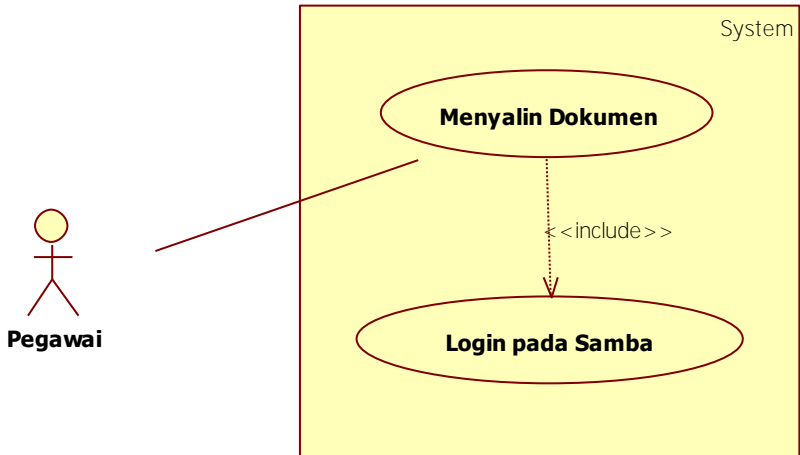 System
Menyalin Dokumen
<<include>>
Login pada Samba
Pegawai